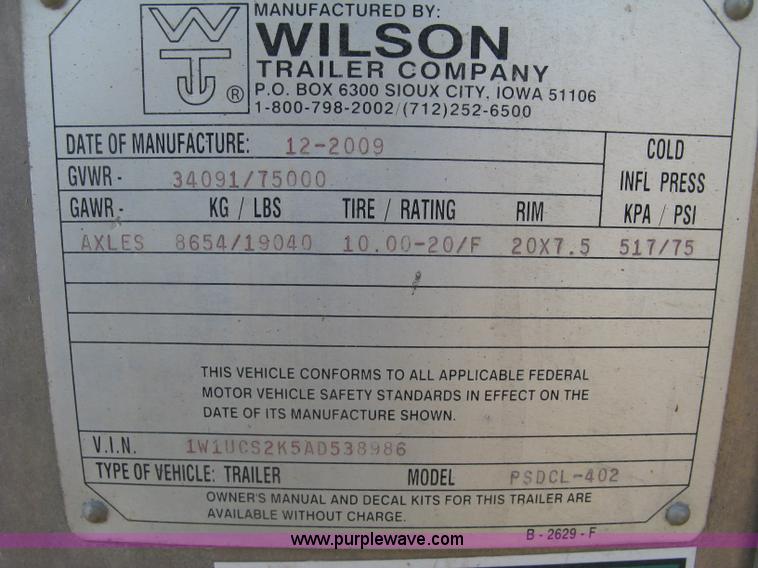 MANUFACTURED BY:
WILSON
TRAILER COMPANY
P.O. BOX 6300 SIOUX CITY, IOWA 51106
1-800-798-2002/(712)252-6500
WT ®
DATE OF MANUFACTURE: 12-2009
COLD
GVWR - 34091/75000
INFL PRESS
GAWR - KG / LBS TIRE / RATING RIM KPA / PSI
AXLES 8654/19040 10.00-20/F 20X7.5 517/75
THIS VEHICLE CONFORMS TO ALL APPLICABLE FEDERAL
MOTOR VEHICLE SAFETY STANDARDS IN EFFECT ON THE
DATE OF ITS MANUFACTURE SHOWN.
V.I.N. 1W1UCS2K5AD538986
TYPE OF VEHICLE: TRAILER MODEL PSDCL-402
OWNER'S MANUAL AND DECAL KITS FOR THIS TRAILER ARE
AVAILABLE WITHOUT CHARGE.
B - 2629 - F
www.purplewave.com